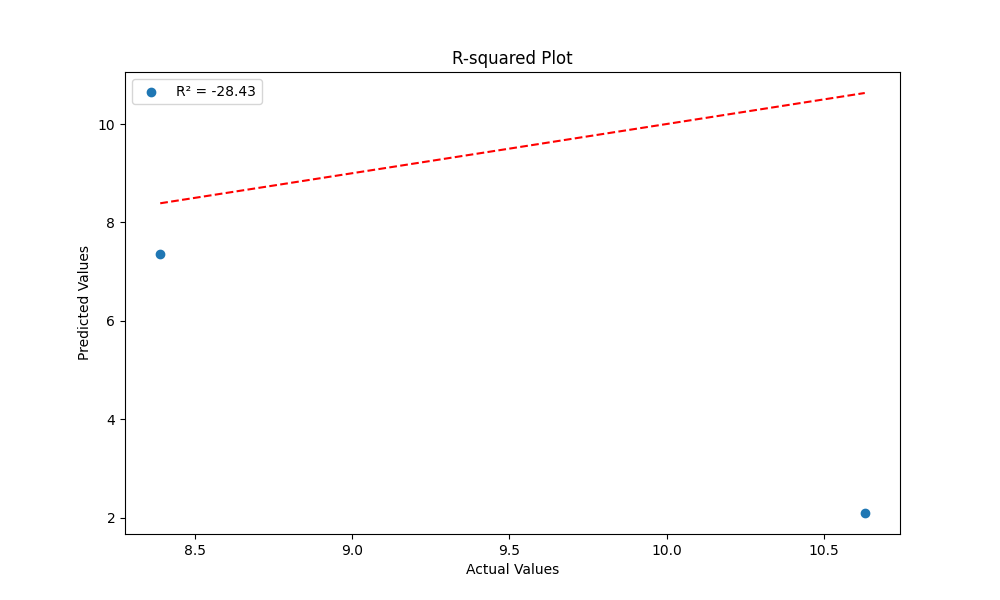 R-squared Plot
R² = -28.43
10
8
6
4
2
Predicted Values
8.5
9.0
9.5
10.0
10.5
Actual Values